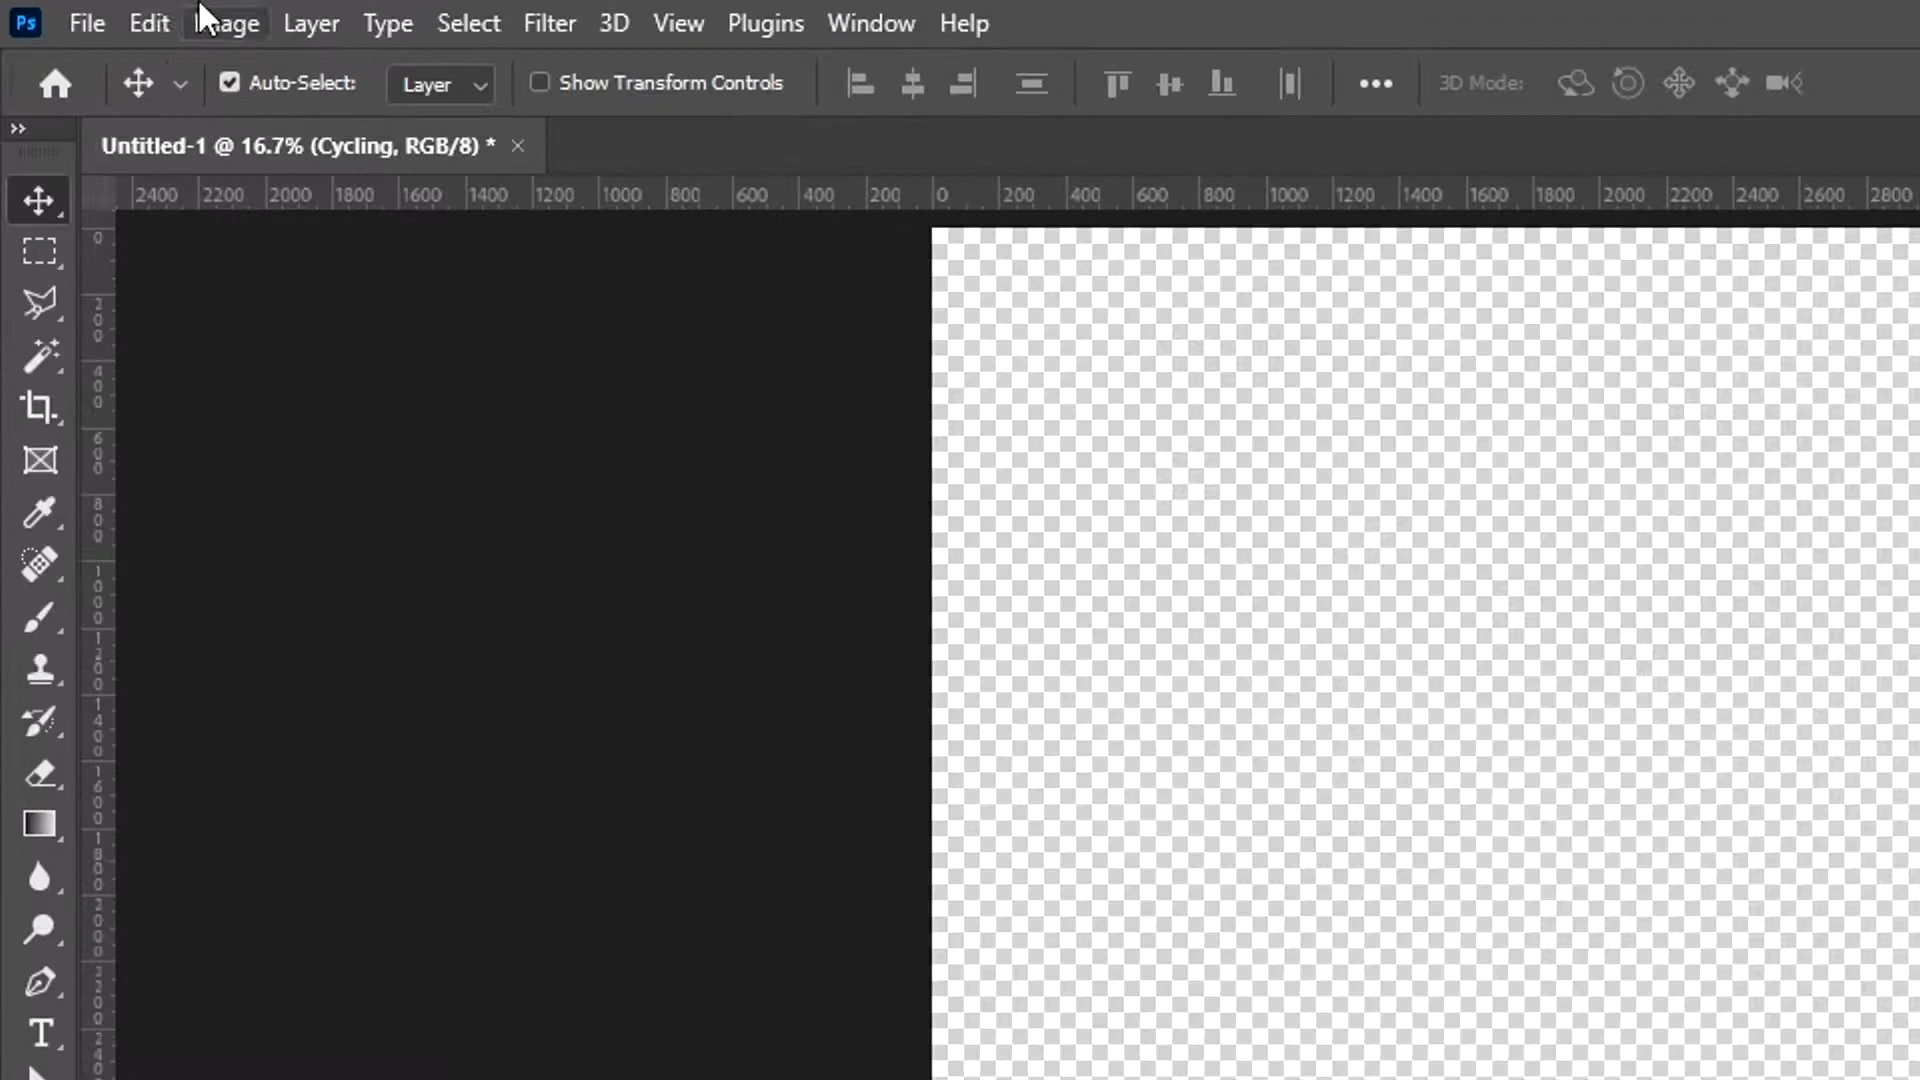 Ps File Edit Image Layer Type Select Filter 3D View Plugins Window Help
Auto-Select: Layer Show Transform Controls 3D Mode:
Untitled-1 @ 16.7% (Cycling, RGB/8) *
2400 2200 2000 1800 1600 1400 1200 1000 800 600 400 200 0 200 400 600 800 1000 1200 1400 1600 1800 2000 2200 2400 2600 2800
0
200
400
600
800
1000
1200
1400
1600
1800
2000
2200
240
T